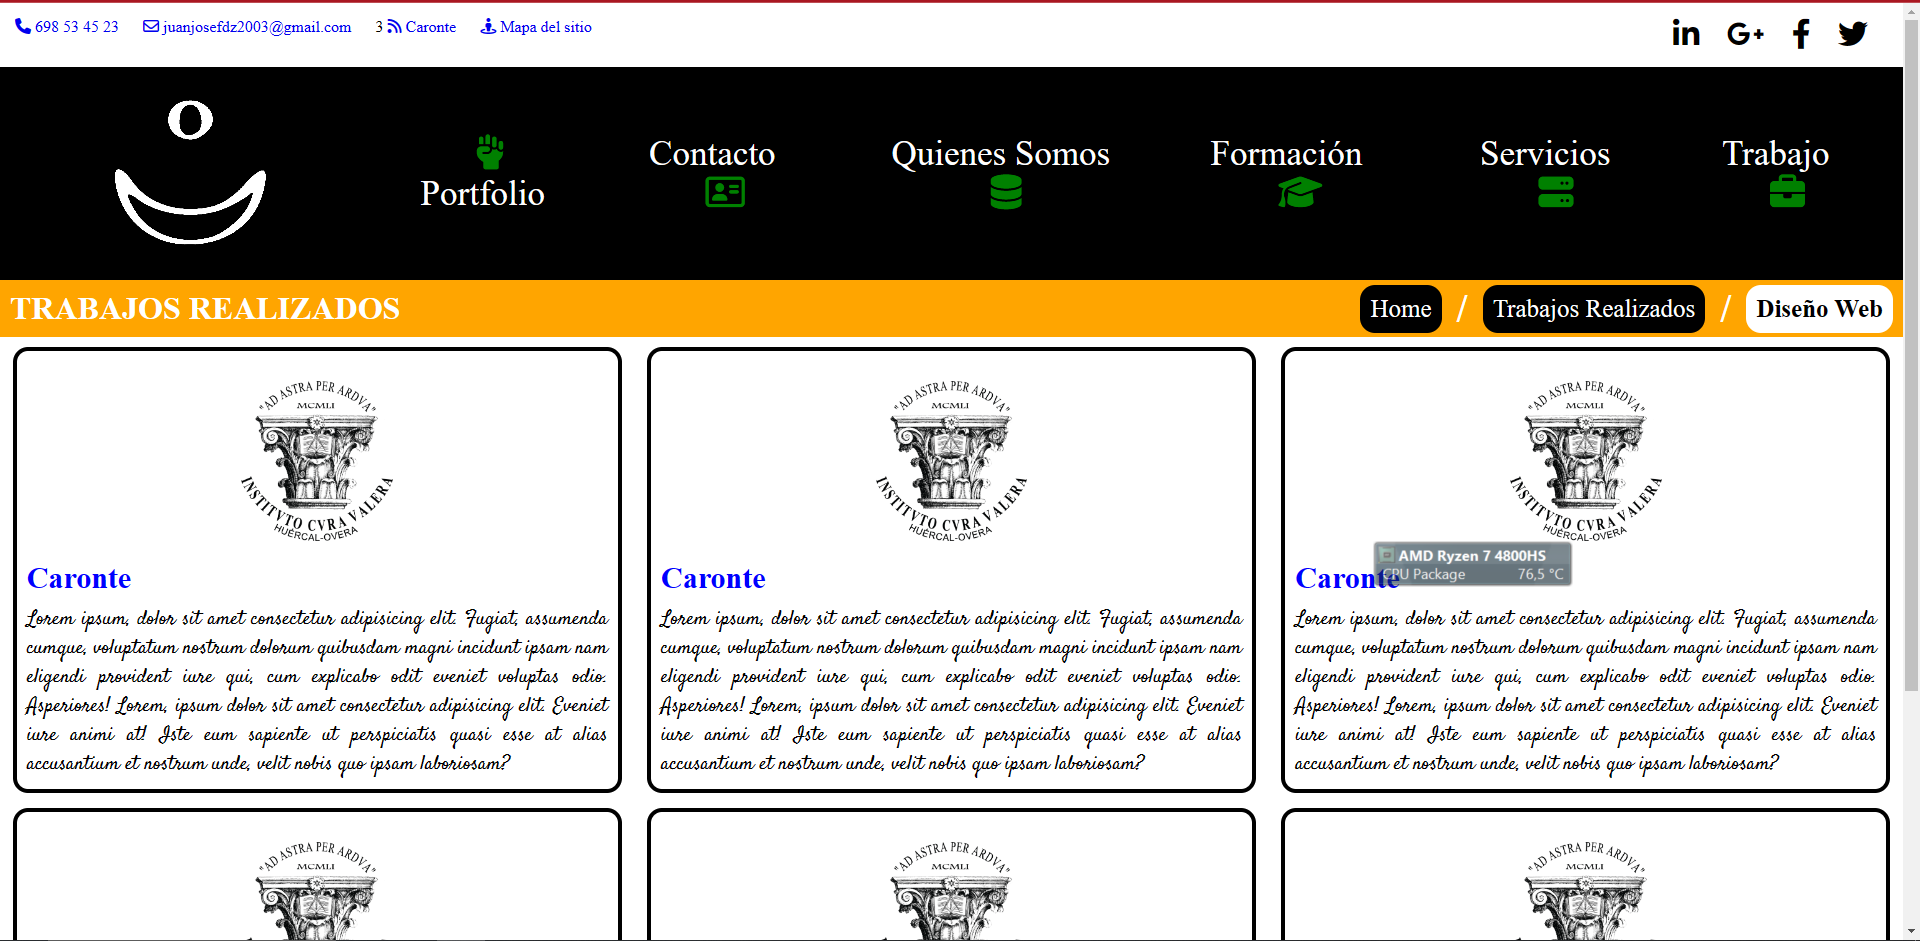 698 53 45 23 juanjosefdz2003@gmail.com 3 Caronte Mapa del sitio
in G+ f
Portfolio
Contacto
Quienes Somos
Formación
Servicios
Trabajo
TRABAJOS REALIZADOS
Home / Trabajos Realizados / Diseño Web
"AD ASTRA PER ARDVA"
MCMLI
INSTITVTO CVRA VALERA
HUÉRCAL-OVERA
Caronte
Lorem ipsum, dolor sit amet consectetur adipisicing elit. Fugiat, assumenda
cumque, voluptatum nostrum dolorum quibusdam magni incidunt ipsam nam
eligendi provident iure qui, cum explicabo odit eveniet voluptas odio.
Asperiores! Lorem, ipsum dolor sit amet consectetur adipisicing elit. Eveniet
iure animi at! Iste eum sapiente ut perspiciatis quasi esse at alias
accusantium et nostrum unde, velit nobis quo ipsam laboriosam?
"AD ASTRA PER ARDVA"
MCMLI
INSTITVTO CVRA VALERA
HUÉRCAL-OVERA
Caronte
Lorem ipsum, dolor sit amet consectetur adipisicing elit. Fugiat, assumenda
cumque, voluptatum nostrum dolorum quibusdam magni incidunt ipsam nam
eligendi provident iure qui, cum explicabo odit eveniet voluptas odio.
Asperiores! Lorem, ipsum dolor sit amet consectetur adipisicing elit. Eveniet
iure animi at! Iste eum sapiente ut perspiciatis quasi esse at alias
accusantium et nostrum unde, velit nobis quo ipsam laboriosam?
"AD ASTRA PER ARDVA"
MCMLI
INSTITVTO CVRA VALERA
HUÉRCAL-OVERA
AMD Ryzen 7 4800HS
CPU Package 76,5 °C
Caronte
Lorem ipsum, dolor sit amet consectetur adipisicing elit. Fugiat, assumenda
cumque, voluptatum nostrum dolorum quibusdam magni incidunt ipsam nam
eligendi provident iure qui, cum explicabo odit eveniet voluptas odio.
Asperiores! Lorem, ipsum dolor sit amet consectetur adipisicing elit. Eveniet
iure animi at! Iste eum sapiente ut perspiciatis quasi esse at alias
accusantium et nostrum unde, velit nobis quo ipsam laboriosam?
"AD ASTRA PER ARDVA"
MCMLI
"AD ASTRA PER ARDVA"
MCMLI
"AD ASTRA PER ARDVA"
MCMLI